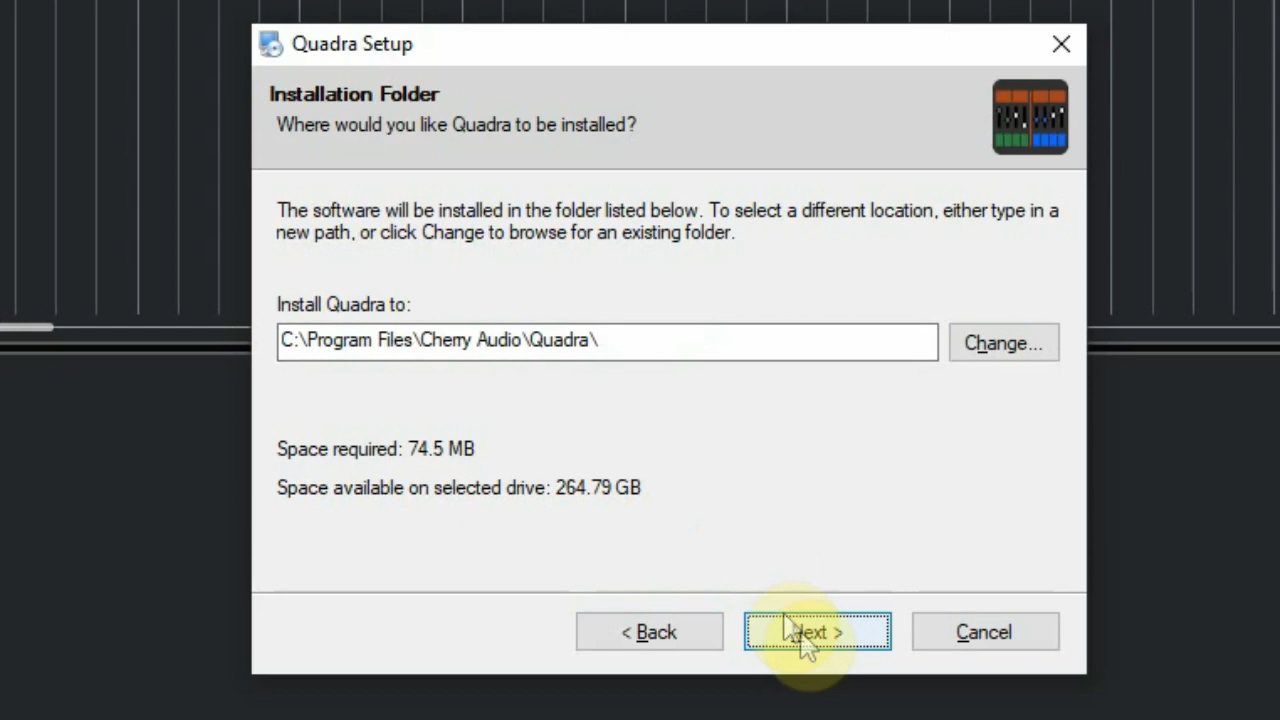 Quadra Setup
Installation Folder
Where would you like Quadra to be installed?
The software will be installed in the folder listed below. To select a different location, either type in a
new path, or click Change to browse for an existing folder.
Install Quadra to:
C:\Program Files\Cherry Audio\Quadra\
Change...
Space required: 74.5 MB
Space available on selected drive: 264.79 GB
< Back
Next >
Cancel